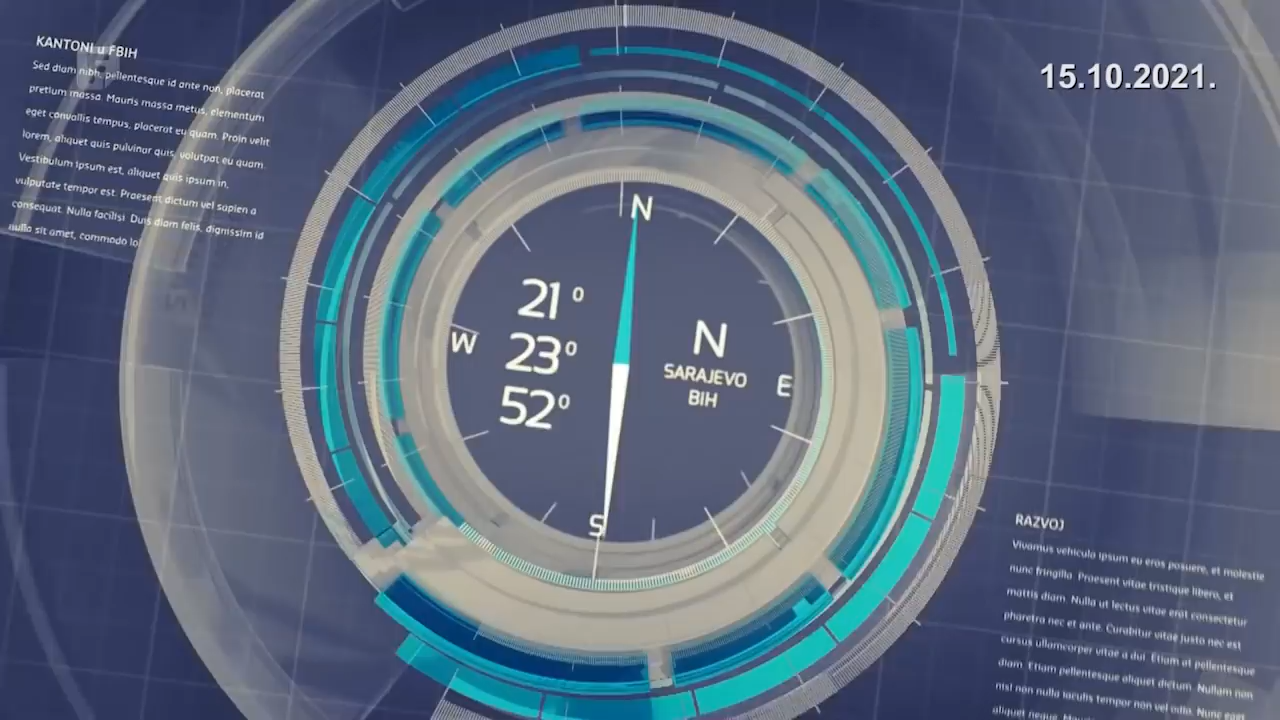 KANTONI u FBIH
Sed diam nibh, pellentesque id ante non, placerat
pretium massa. Mauris massa metus, elementum
eget convallis tempus, placerat eu quam. Proin velit
lorem, aliquet quis pulvinar quis, volutpat eu quam.
Vestibulum ipsum est, aliquet quis ipsum in,
vulputate tempor est. Praesent dictum vel sapien a
consequat. Nulla facilisi. Duis diam felis, dignissim id
nulla sit amet, commodo lo
15.10.2021.
N
21°
23°
52°
W
N
SARAJEVO
BIH
E
S
RAZVOJ
Vivamus vehicula ipsum eu eros posuere, et molestie
nunc fringilla. Praesent vitae tristique libero, et
mattis diam. Nulla ut lectus vitae erat consectetur
pharetra nec et ante. Curabitur vitae justo nec est
cursus ullamcorper vitae a dui. Etiam at pellentesque
diam. Etiam pellentesque aliquet dictum. Nullam non
nisl non nulla iaculis tempor non vel odio. Nunc eget
aliquet neque.